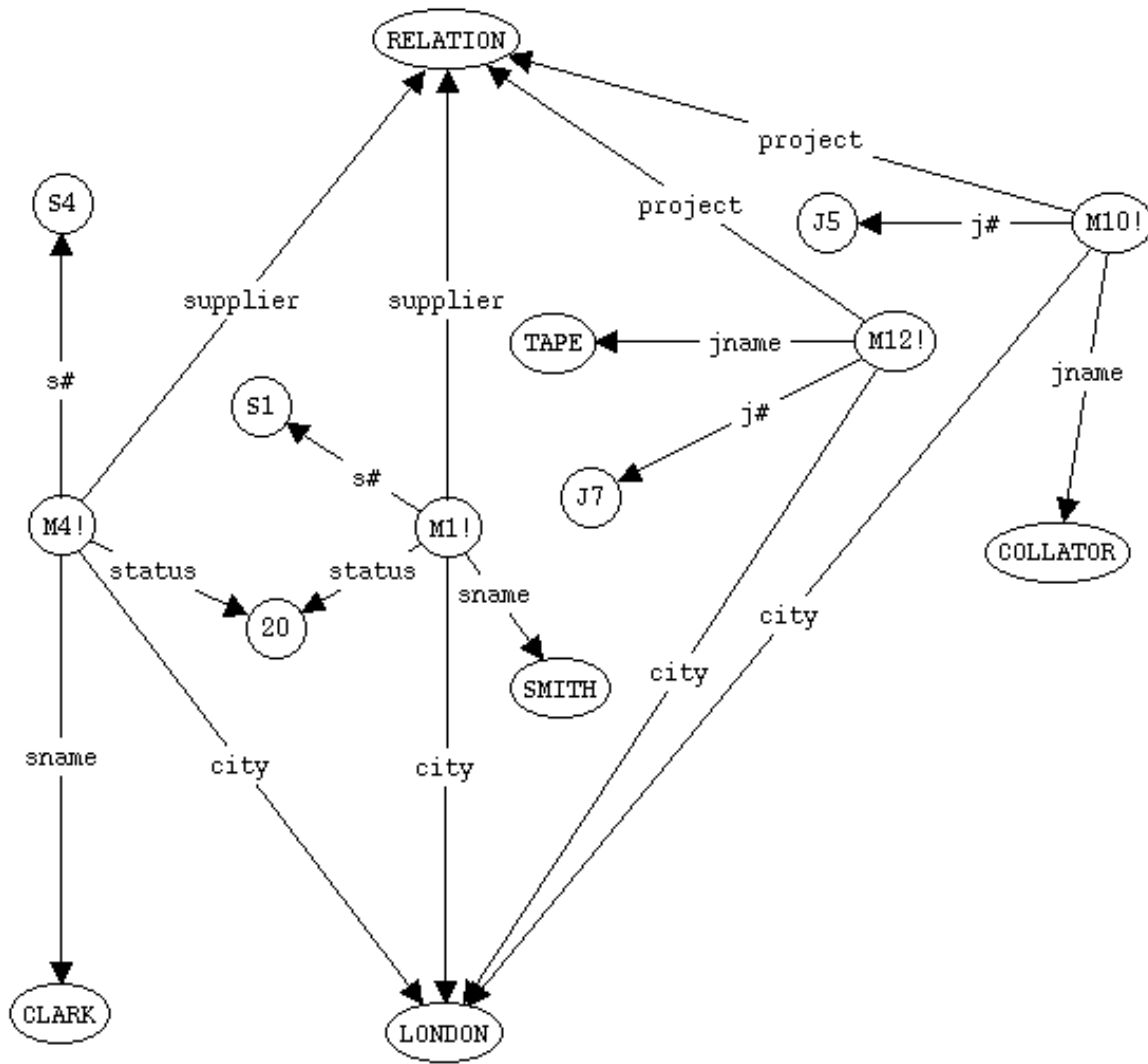 RELATION
project
S4
project
J5
j#
M10!
supplier
supplier
TAPE
jname
M12!
s#
jname
S1
j#
s#
J7
M4!
M1!
COLLATOR
status
status
sname
20
city
city
SMITH
sname
city
city
CLARK
LONDON